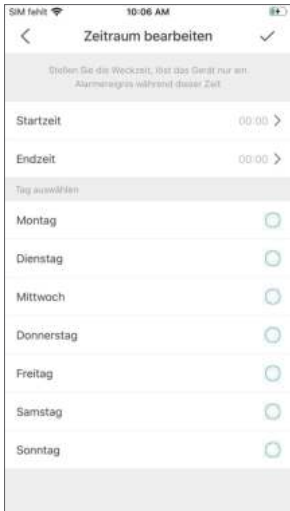 SIM fehlt 10:06 AM
Zeitraum bearbeiten
Stellen Sie die Weckzeit, löst das Gerät nur ein
Alarmereignis während dieser Zeit
Startzeit 00:00
Endzeit 00:00
Tag auswählen
Montag
Dienstag
Mittwoch
Donnerstag
Freitag
Samstag
Sonntag